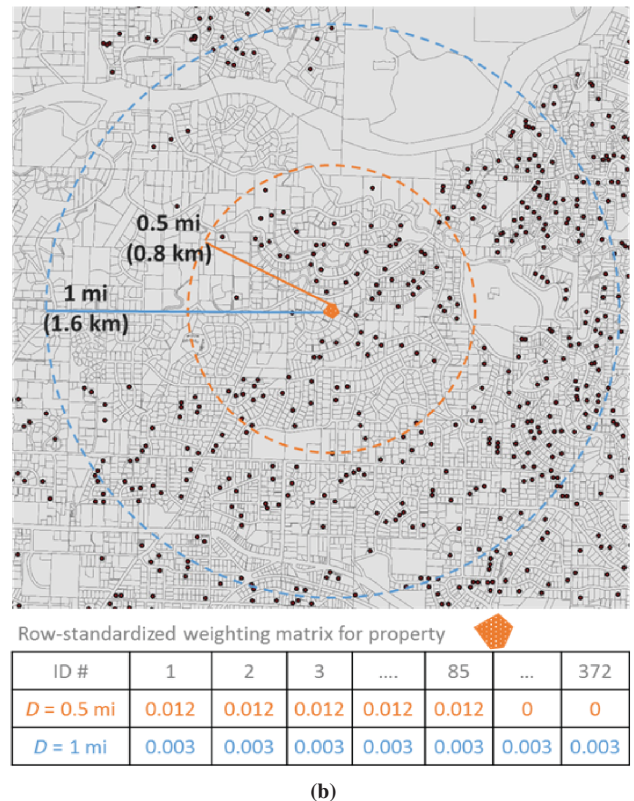 0.5 mi
(0.8 km)
1 mi
(1.6 km)
Row-standardized weighting matrix for property
ID # 1 2 3 .... 85 ... 372
D = 0.5 mi 0.012 0.012 0.012 0.012 0.012 0 0
D = 1 mi 0.003 0.003 0.003 0.003 0.003 0.003 0.003
(b)